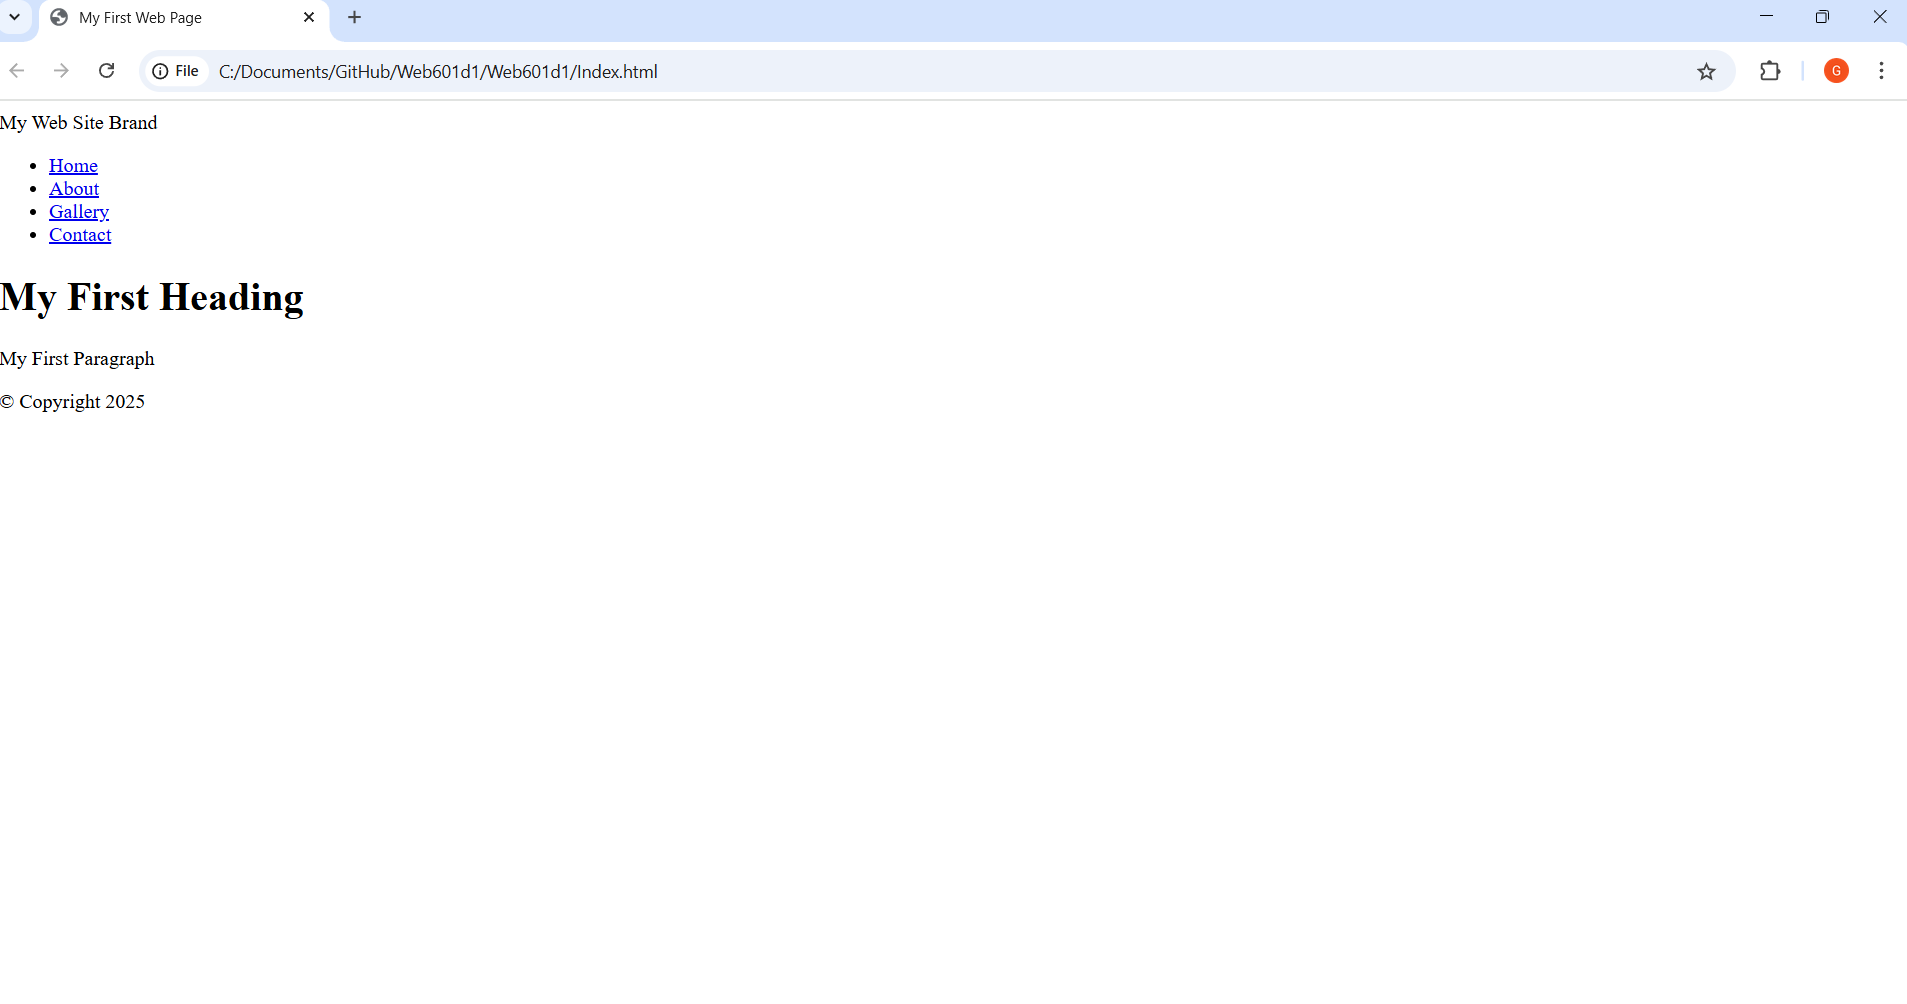 My First Web Page
File C:/Documents/GitHub/Web601d1/Web601d1/Index.html
G
My Web Site Brand
Home
About
Gallery
Contact
My First Heading
My First Paragraph
© Copyright 2025